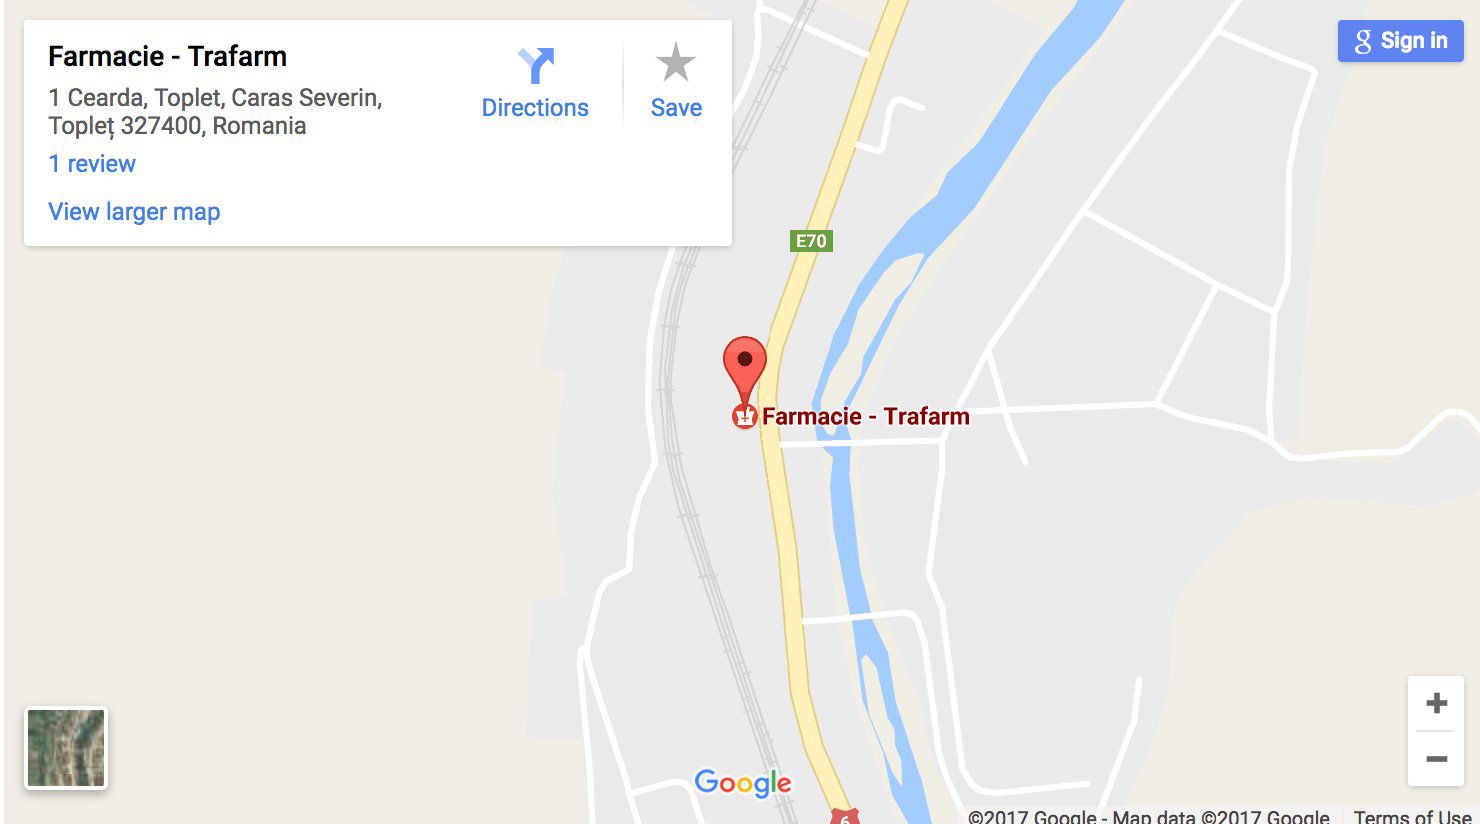 Farmacie - Trafarm
1 Cearda, Toplet, Caras Severin,
Topleț 327400, Romania
1 review
View larger map
Directions
Save
g Sign in
E70
Farmacie - Trafarm
Google
6
©2017 Google - Map data ©2017 Google
Terms of Use